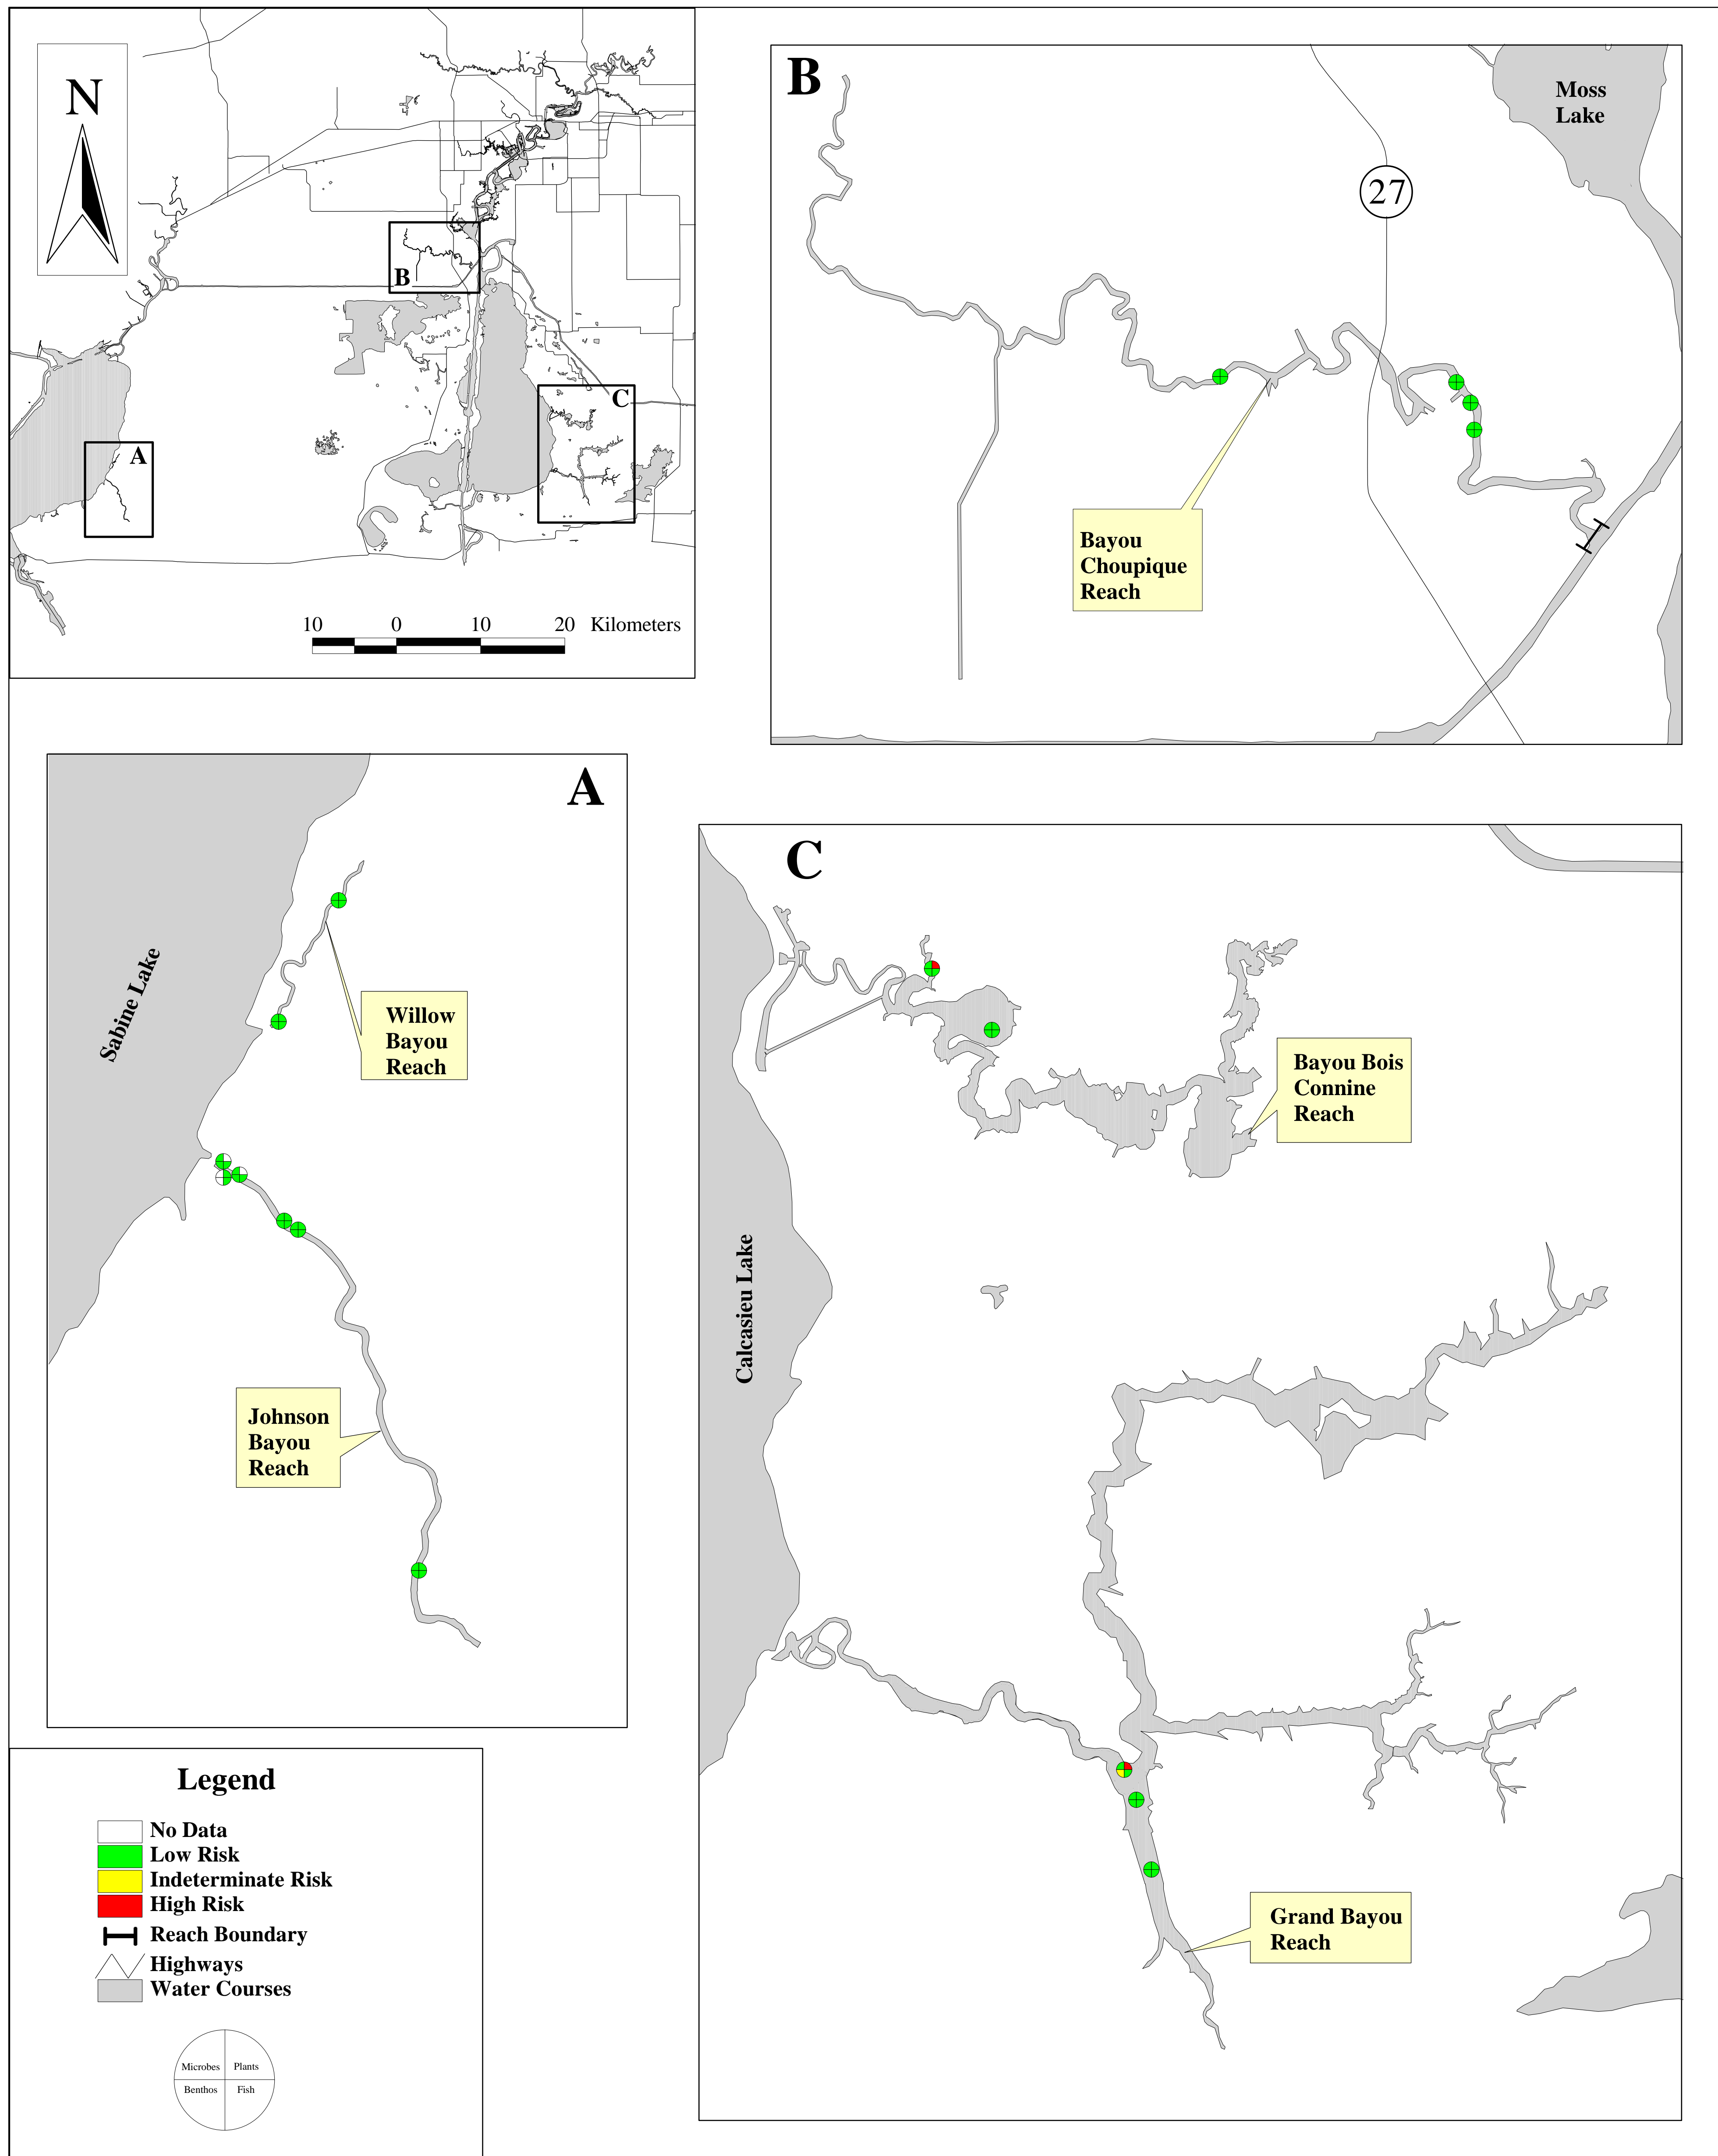 N
B
A
C
10 0 10 20 Kilometers
B
Moss
Lake
27
Bayou
Choupique
Reach
A
Sabine Lake
Willow
Bayou
Reach
Johnson
Bayou
Reach
C
Calcasieu Lake
Bayou Bois
Connine
Reach
Grand Bayou
Reach
Legend
No Data
Low Risk
Indeterminate Risk
High Risk
Reach Boundary
Highways
Water Courses
Microbes Plants
Benthos Fish